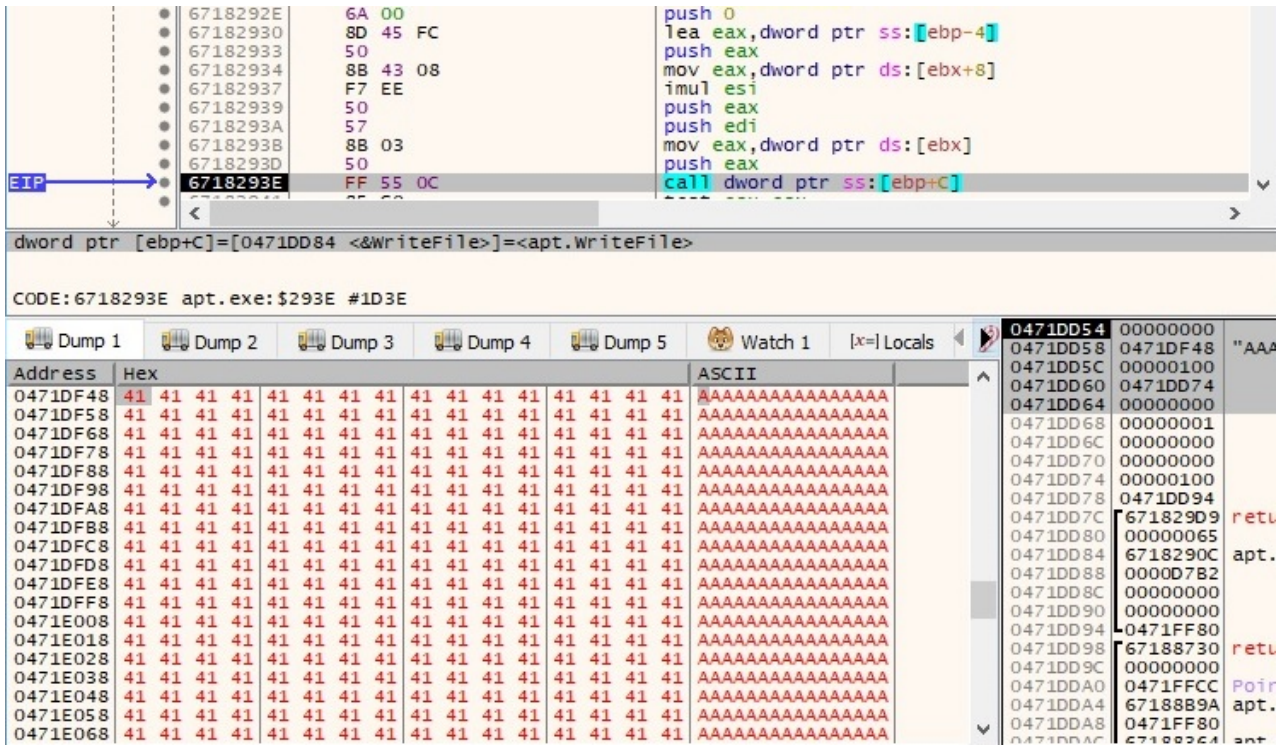 6718292E 6A 00 push 0
67182930 8D 45 FC lea eax,dword ptr ss:[ebp-4]
67182933 50 push eax
67182934 8B 43 08 mov eax,dword ptr ds:[ebx+8]
67182937 F7 EE imul esi
67182939 50 push eax
6718293A 57 push edi
6718293B 8B 03 mov eax,dword ptr ds:[ebx]
6718293D 50 push eax
EIP 6718293E FF 55 0C call dword ptr ss:[ebp+C]
dword ptr [ebp+C]=[0471DD84 <&WriteFile>]=<apt.WriteFile>
CODE:6718293E apt.exe:$293E #1D3E
Dump 1 Dump 2 Dump 3 Dump 4 Dump 5 Watch 1 [x=] Locals
Address Hex ASCII
0471DF48 41 41 41 41 41 41 41 41 41 41 41 41 41 41 41 41 AAAAAAAAAAAAAAAA
0471DF58 41 41 41 41 41 41 41 41 41 41 41 41 41 41 41 41 AAAAAAAAAAAAAAAA
0471DF68 41 41 41 41 41 41 41 41 41 41 41 41 41 41 41 41 AAAAAAAAAAAAAAAA
0471DF78 41 41 41 41 41 41 41 41 41 41 41 41 41 41 41 41 AAAAAAAAAAAAAAAA
0471DF88 41 41 41 41 41 41 41 41 41 41 41 41 41 41 41 41 AAAAAAAAAAAAAAAA
0471DF98 41 41 41 41 41 41 41 41 41 41 41 41 41 41 41 41 AAAAAAAAAAAAAAAA
0471DFA8 41 41 41 41 41 41 41 41 41 41 41 41 41 41 41 41 AAAAAAAAAAAAAAAA
0471DFB8 41 41 41 41 41 41 41 41 41 41 41 41 41 41 41 41 AAAAAAAAAAAAAAAA
0471DFC8 41 41 41 41 41 41 41 41 41 41 41 41 41 41 41 41 AAAAAAAAAAAAAAAA
0471DFD8 41 41 41 41 41 41 41 41 41 41 41 41 41 41 41 41 AAAAAAAAAAAAAAAA
0471DFE8 41 41 41 41 41 41 41 41 41 41 41 41 41 41 41 41 AAAAAAAAAAAAAAAA
0471DFF8 41 41 41 41 41 41 41 41 41 41 41 41 41 41 41 41 AAAAAAAAAAAAAAAA
0471E008 41 41 41 41 41 41 41 41 41 41 41 41 41 41 41 41 AAAAAAAAAAAAAAAA
0471E018 41 41 41 41 41 41 41 41 41 41 41 41 41 41 41 41 AAAAAAAAAAAAAAAA
0471E028 41 41 41 41 41 41 41 41 41 41 41 41 41 41 41 41 AAAAAAAAAAAAAAAA
0471E038 41 41 41 41 41 41 41 41 41 41 41 41 41 41 41 41 AAAAAAAAAAAAAAAA
0471E048 41 41 41 41 41 41 41 41 41 41 41 41 41 41 41 41 AAAAAAAAAAAAAAAA
0471E058 41 41 41 41 41 41 41 41 41 41 41 41 41 41 41 41 AAAAAAAAAAAAAAAA
0471E068 41 41 41 41 41 41 41 41 41 41 41 41 41 41 41 41 AAAAAAAAAAAAAAAA
0471DD54 00000000
0471DD58 0471DF48 "AAA
0471DD5C 00000100
0471DD60 0471DD74
0471DD64 00000000
0471DD68 00000001
0471DD6C 00000000
0471DD70 00000000
0471DD74 00000100
0471DD78 0471DD94
0471DD7C 671829D9 retu
0471DD80 00000065
0471DD84 6718290C apt.
0471DD88 0000D7B2
0471DD8C 00000000
0471DD90 00000000
0471DD94 0471FF80
0471DD98 67188730 retu
0471DD9C 00000000
0471DDA0 0471FFCC Poir
0471DDA4 67188B9A apt.
0471DDA8 0471FF80
0471DDAC 67188364 apt